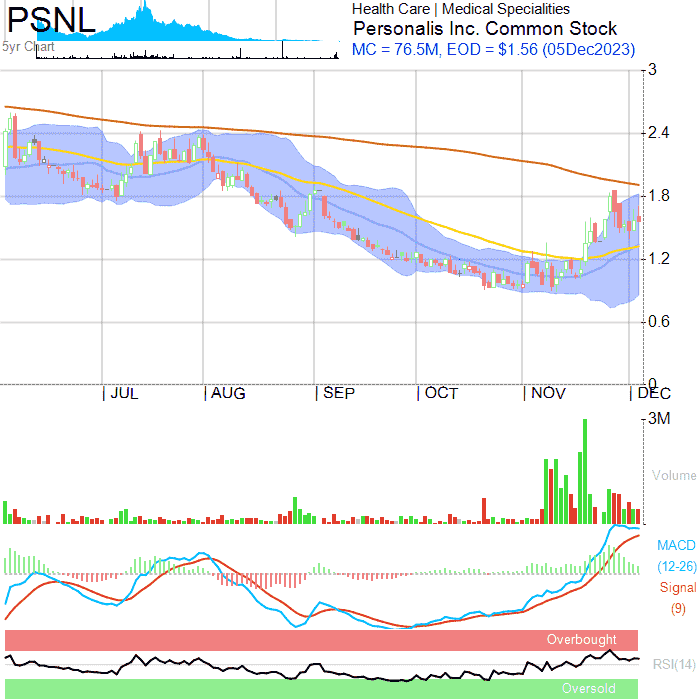 PSNL
5yr Chart
Health Care | Medical Specialities
Personalis Inc. Common Stock
MC = 76.5M, EOD = $1.56 (05Dec2023)
3
2.4
1.8
1.2
0.6
0
JUL AUG SEP OCT NOV DEC
3M
Volume
MACD
(12-26)
Signal
(9)
Overbought
RSI(14)
Oversold